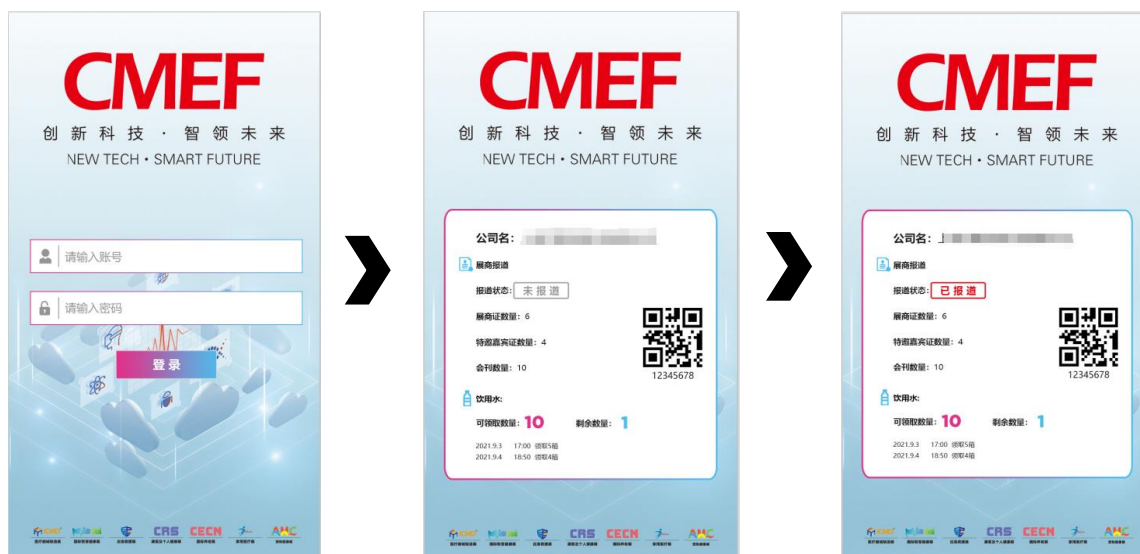 CMEF
创新科技·智领未来
NEW TECH • SMART FUTURE
请输入账号
请输入密码
登录
CRS CECN
CMEF
创新科技·智领未来
NEW TECH • SMART FUTURE
公司名：
展商报道
报道状态: 未报道
展商证数量：6
特邀嘉宾证数量：4
会刊数量：10
12345678
饮用水:
可领取数量：10 剩余数量：1
2021.9.3 17:00 领取5箱
2021.9.4 18:50 领取4箱
CRS CECN
CMEF
创新科技·智领未来
NEW TECH • SMART FUTURE
公司名：
展商报道
报道状态: 已报道
展商证数量：6
特邀嘉宾证数量：4
会刊数量：10
12345678
饮用水:
可领取数量：10 剩余数量：1
2021.9.3 17:00 领取5箱
2021.9.4 18:50 领取4箱
CRS CECN